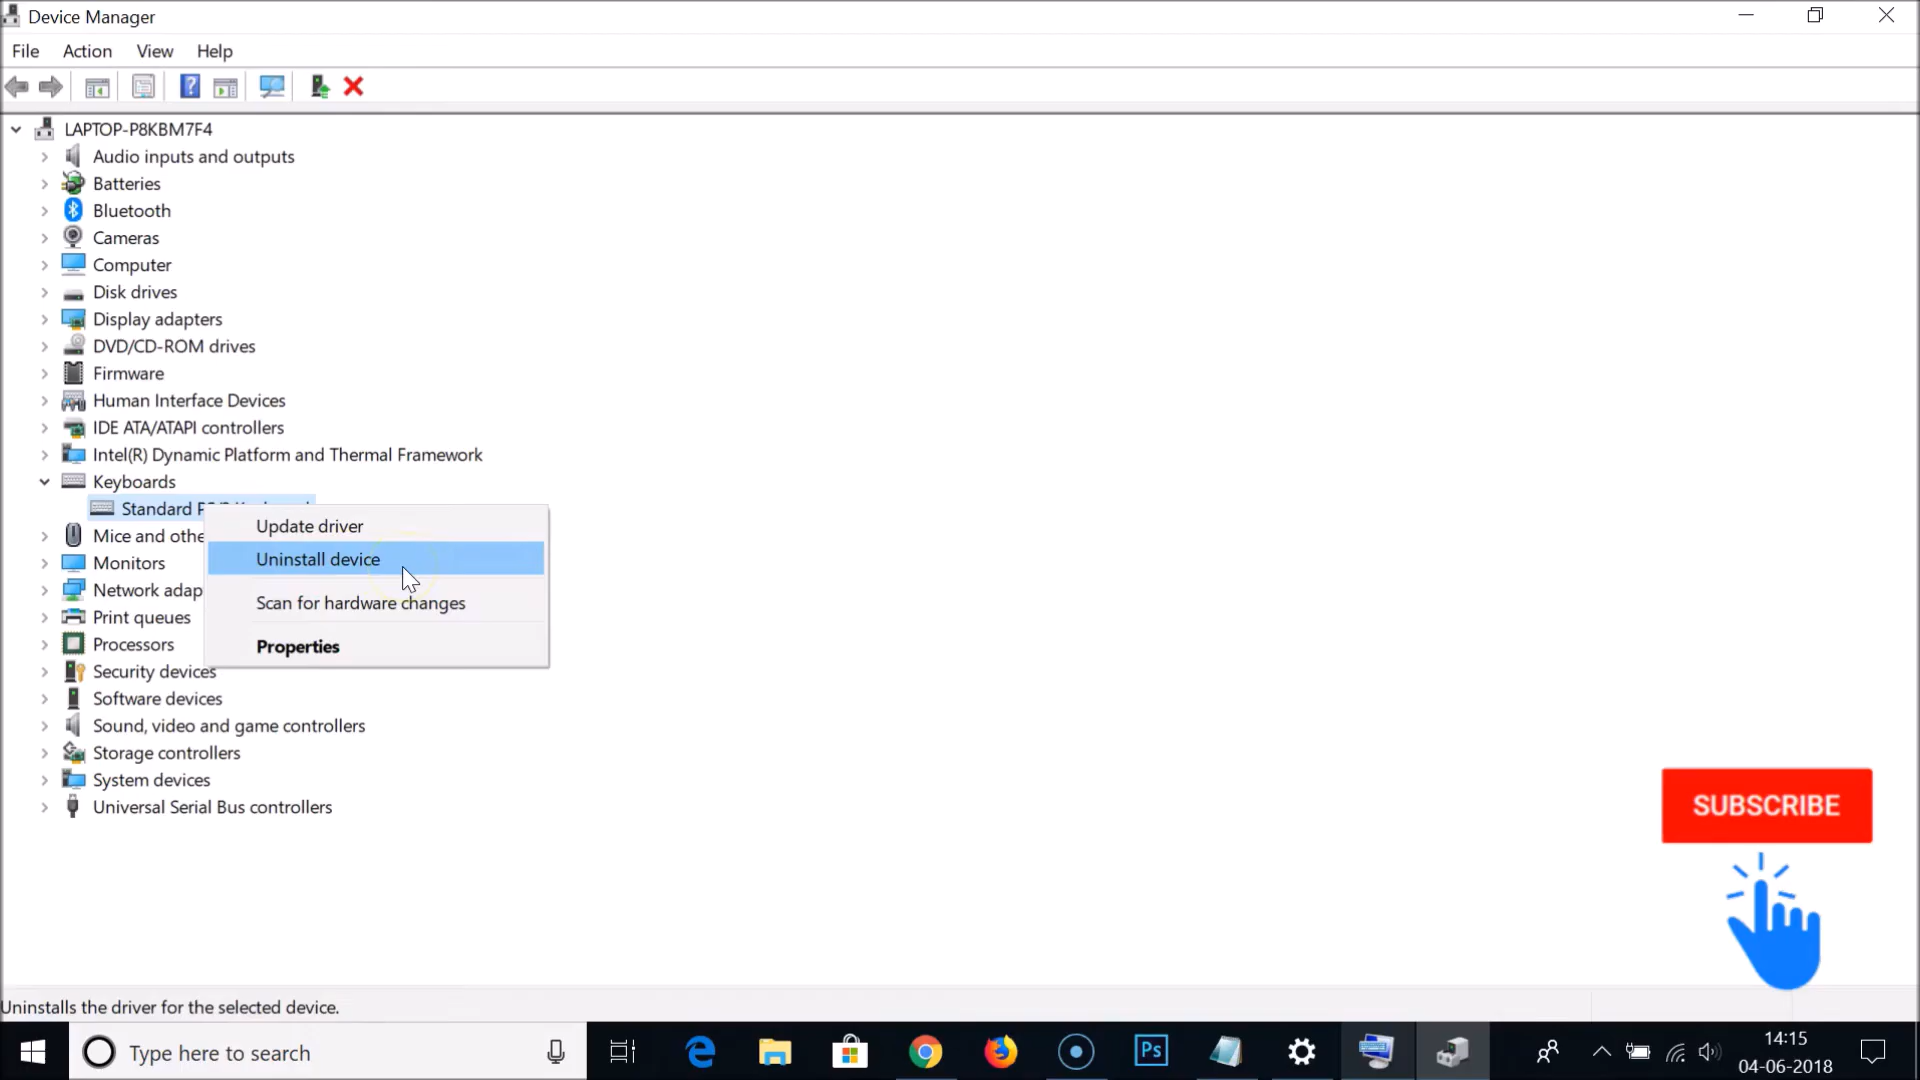 Device Manager
File Action View Help
LAPTOP-P8KBM7F4
Audio inputs and outputs
Batteries
Bluetooth
Cameras
Computer
Disk drives
Display adapters
DVD/CD-ROM drives
Firmware
Human Interface Devices
IDE ATA/ATAPI controllers
Intel(R) Dynamic Platform and Thermal Framework
Keyboards
Standard
Mice and othe
Monitors
Network adap
Print queues
Processors
Security devices
Software devices
Sound, video and game controllers
Storage controllers
System devices
Universal Serial Bus controllers
Update driver
Uninstall device
Scan for hardware changes
Properties
SUBSCRIBE
Uninstalls the driver for the selected device.
Type here to search
Ps
14:15
04-06-2018